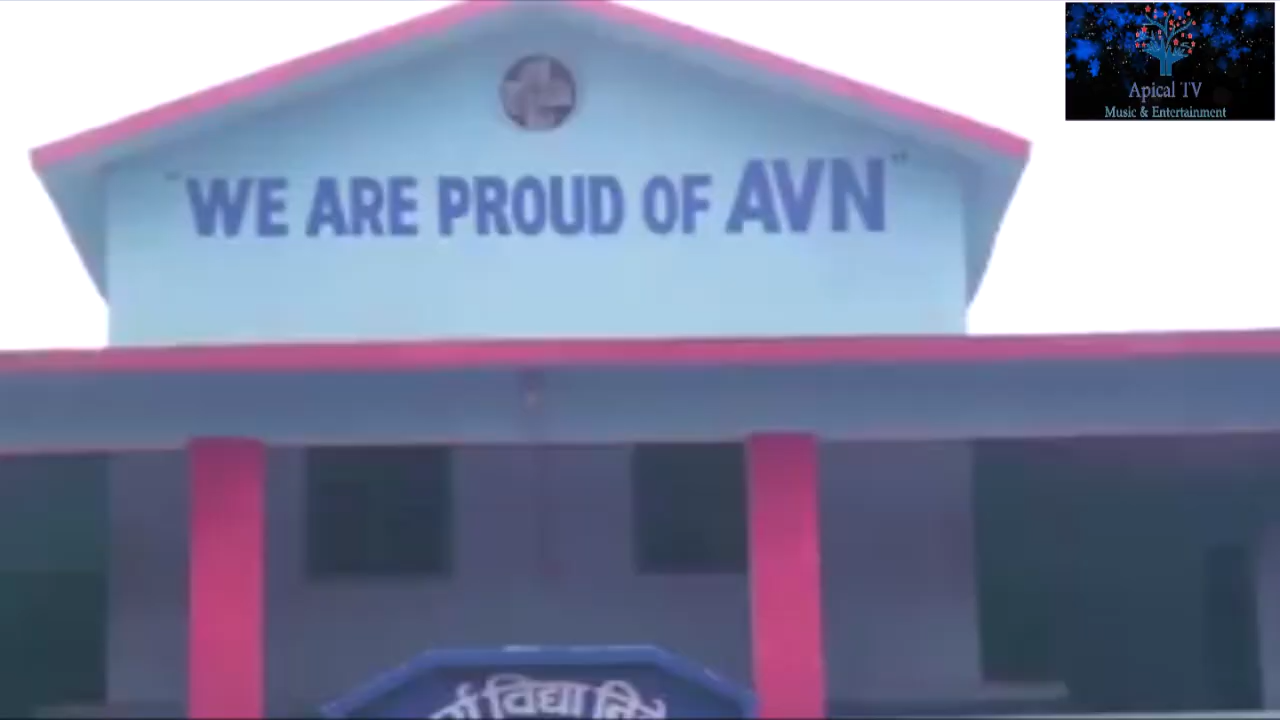 "WE ARE PROUD OF AVN"
Apical TV
Music & Entertainment
विद्या